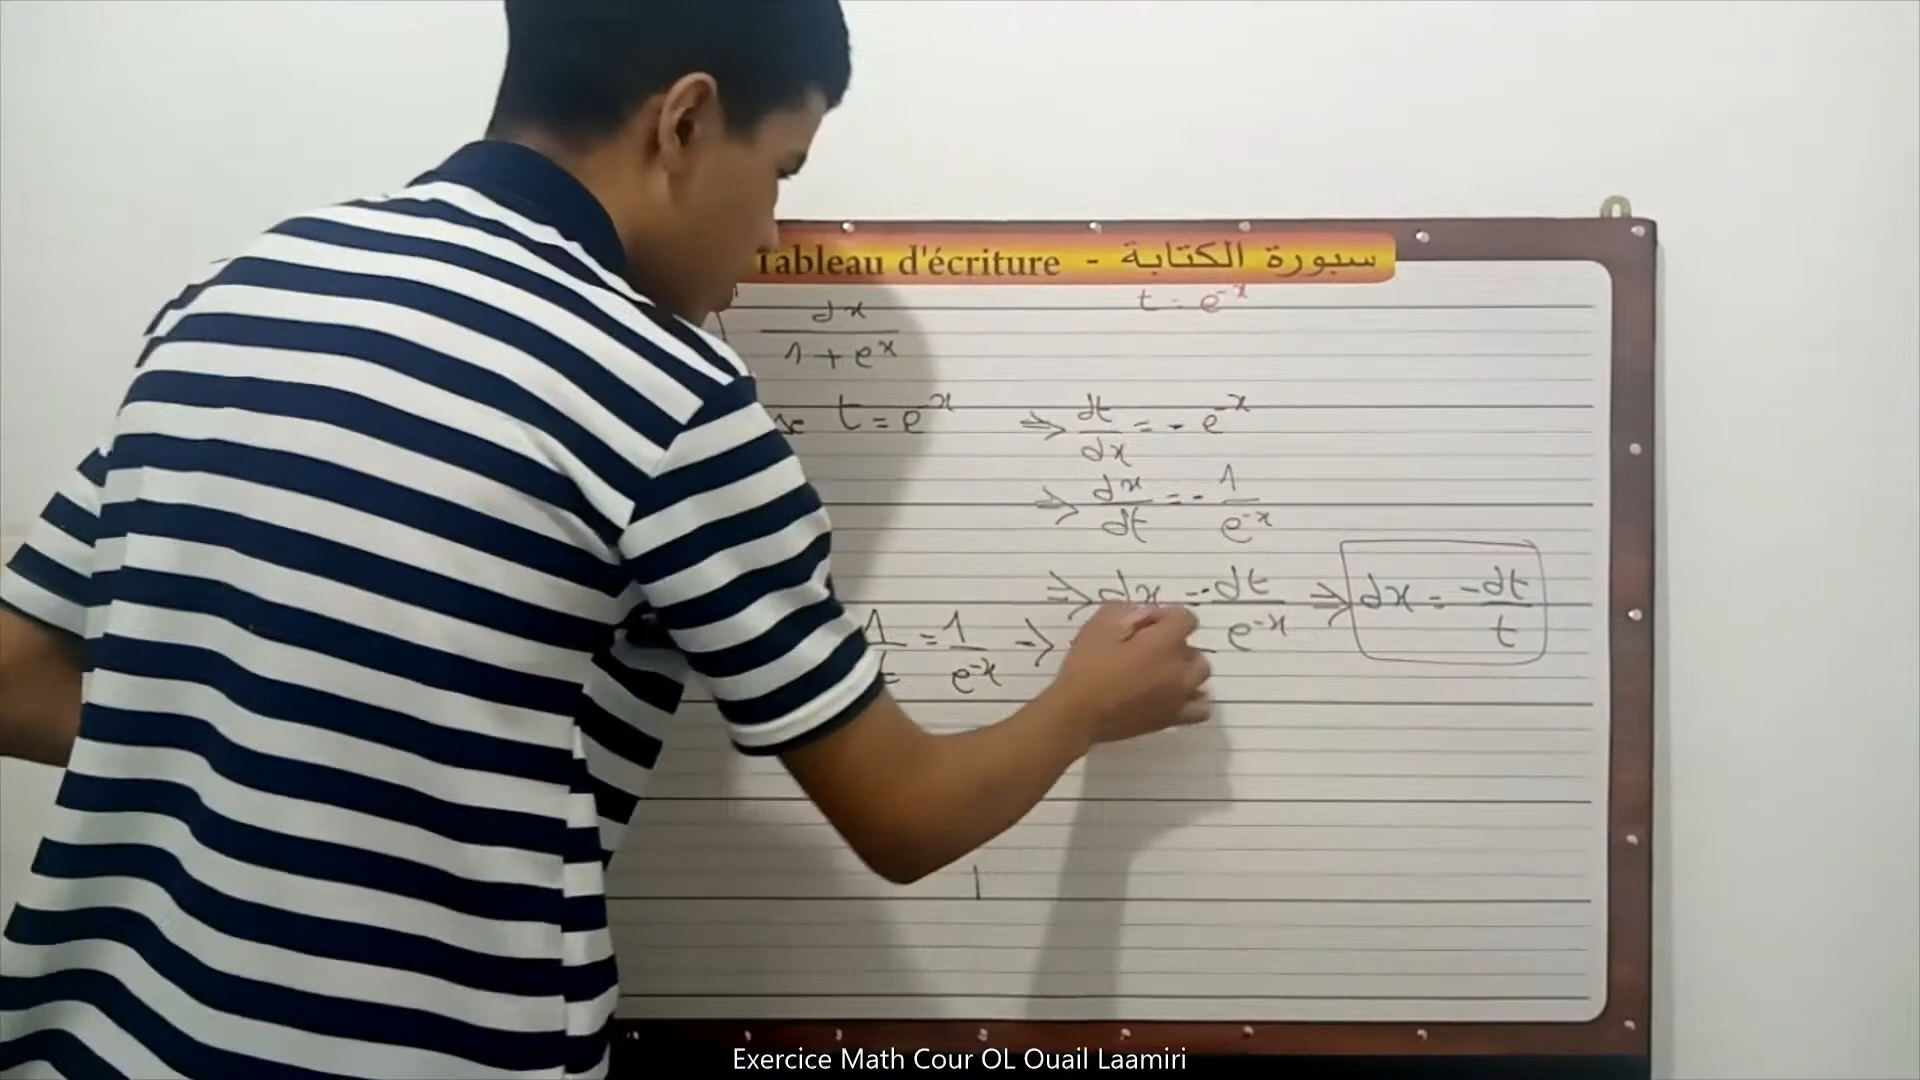 Tableau d'écriture - سبورة الكتابة
t = e^-x
dx / 1 + e^x
t = e^-x ⇒ dt/dx = - e^-x
⇒ dx/dt = - 1/e^-x
⇒ dx = -dt/e^-x ⇒ dx = -dt/t
1/t = 1/e^-x ⇒
Exercice Math Cour OL Ouail Laamiri